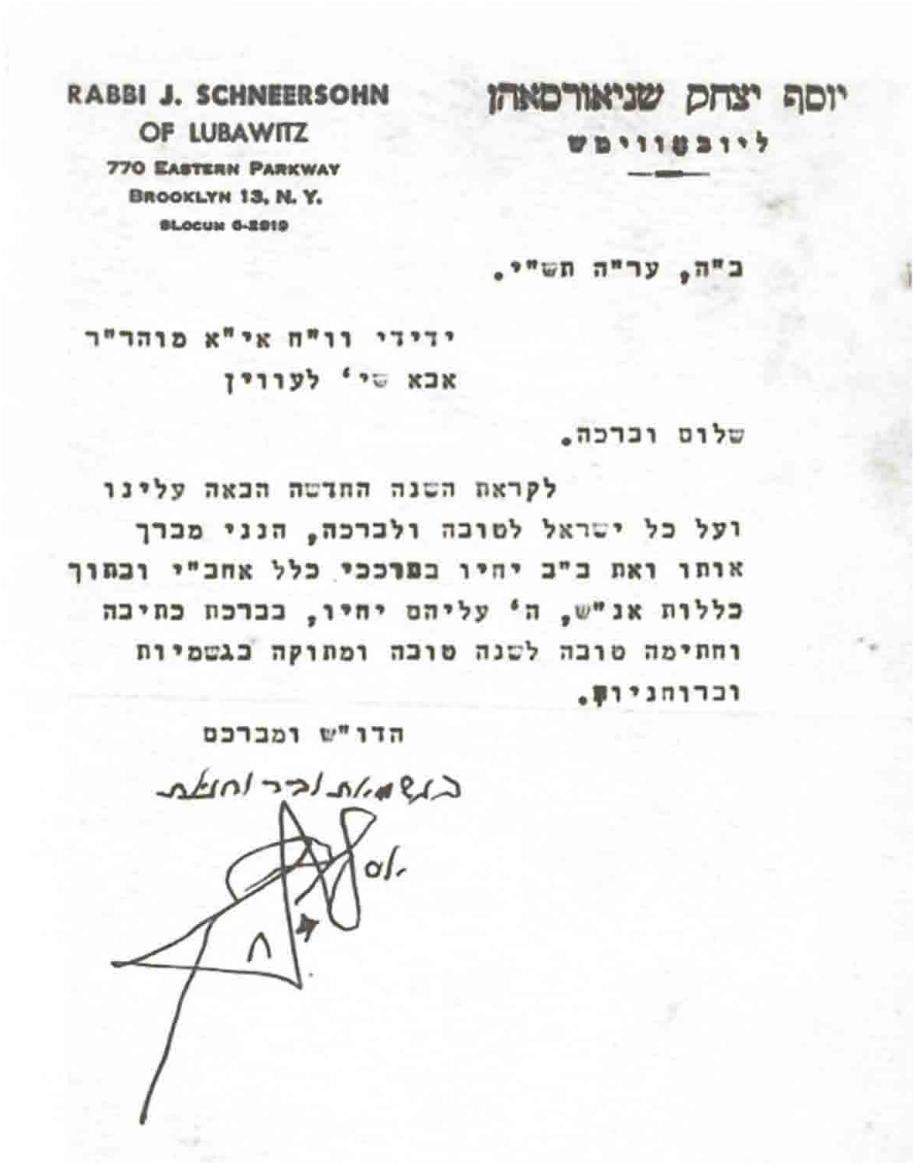 RABBI J. SCHNEERSOHN
OF LUBAWITZ
770 EASTERN PARKWAY
BROOKLYN 13, N. Y.
SLOCUM 6-2919
יוסף יצחק שניאורסאהן
ליובאוויטש
ב"ה, ער"ה תש"י.
ידידי וו"ח אי"א מוהר"ר
אבא שי' לעווין
שלום וברכה.
לקראת השנה החדשה הבאה עלינו
ועל כל ישראל לטובה ולברכה, הנני מברך
אותו ואת ב"ב יחיו בתוככי כלל אחב"י ובתוך
כללות אנ"ש, ה' עליהם יחיו, בברכת כתיבה
וחתימה טובה לשנה טובה ומתוקה בגשמיות
וברוחניות.
הדו"ש ומברכם
בגשמיות וברוחניות